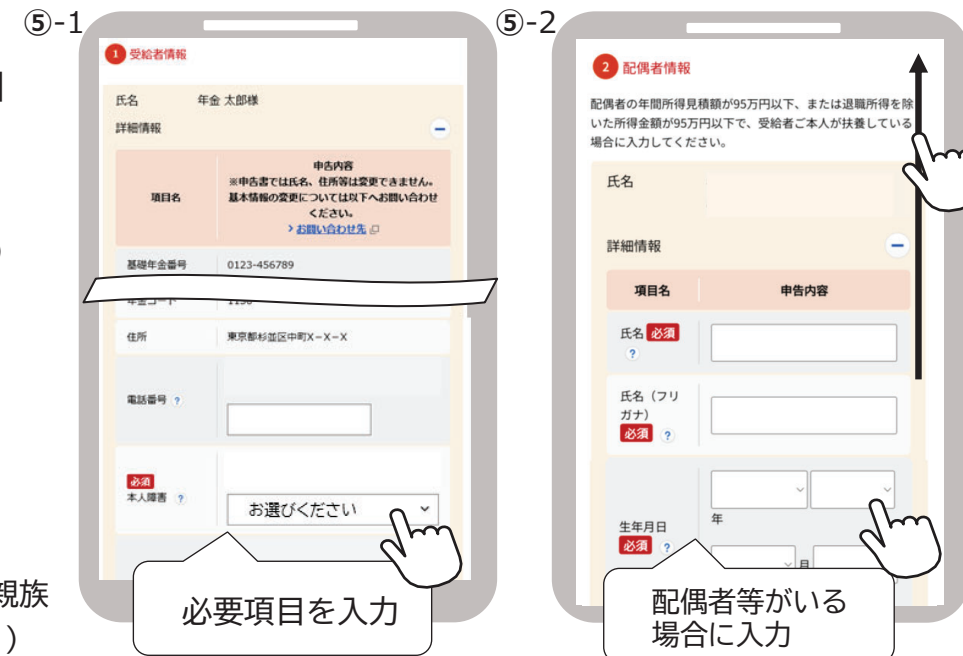 ⑤-1
1 受給者情報
氏名 年金 太郎様
詳細情報
項目名
申告内容
※申告書では氏名、住所等は変更できません。
基本情報の変更については以下へお問い合わせ
ください。
> お問い合わせ先
基礎年金番号 0123-456789
年金コード 1150
住所 東京都杉並区中町X-X-X
電話番号 ?
必須
本人障害 ?
お選びください
必要項目を入力
親族
)
⑤-2
2 配偶者情報
配偶者の年間所得見積額が95万円以下、または退職所得を除
いた所得金額が95万円以下で、受給者ご本人が扶養している
場合に入力してください。
氏名
詳細情報
項目名 申告内容
氏名 必須
?
氏名（フリ
ガナ）
必須 ?
年
生年月日
必須 ?
月
配偶者等がいる
場合に入力